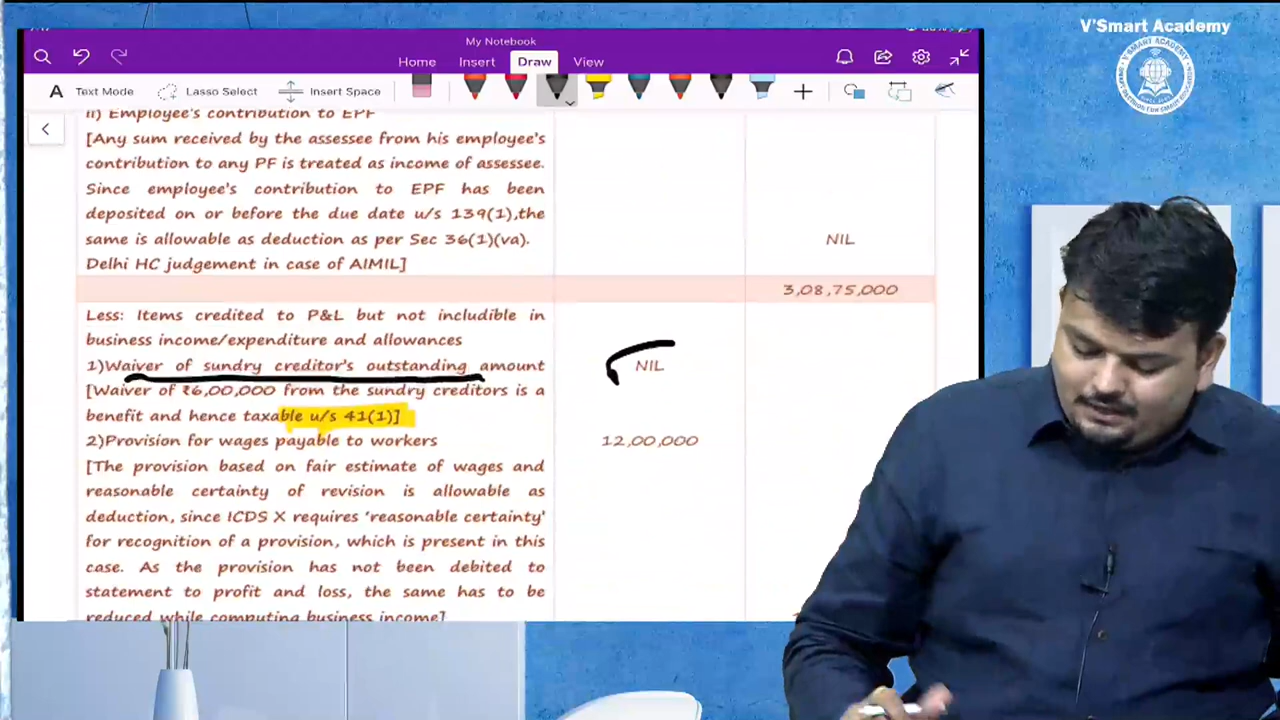 V'Smart Academy
My Notebook
Home Insert Draw View
A Text Mode Lasso Select Insert Space
ii) Employee's contribution to EPF
[Any sum received by the assessee from his employee's
contribution to any PF is treated as income of assessee.
Since employee's contribution to EPF has been
deposited on or before the due date u/s 139(1),the
same is allowable as deduction as per Sec 36(1)(va). NIL
Delhi HC judgement in case of AIMIL]
3,08,75,000
Less: Items credited to P&L but not includible in
business income/expenditure and allowances
1)Waiver of sundry creditor's outstanding amount NIL
[Waiver of ₹6,00,000 from the sundry creditors is a
benefit and hence taxable u/s 41(1)]
2)Provision for wages payable to workers 12,00,000
[The provision based on fair estimate of wages and
reasonable certainty of revision is allowable as
deduction, since ICDS X requires 'reasonable certainty'
for recognition of a provision, which is present in this
case. As the provision has not been debited to
statement to profit and loss, the same has to be
reduced while computing business income]